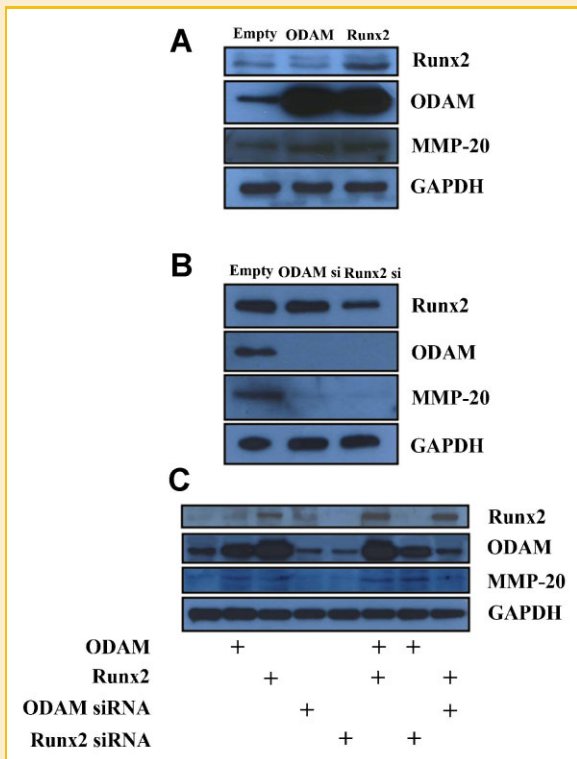 A
Empty ODAM Runx2
Runx2
ODAM
MMP-20
GAPDH
B
Empty ODAM si Runx2 si
Runx2
ODAM
MMP-20
GAPDH
C
Runx2
ODAM
MMP-20
GAPDH
ODAM + + +
Runx2 + + +
ODAM siRNA + +
Runx2 siRNA + +